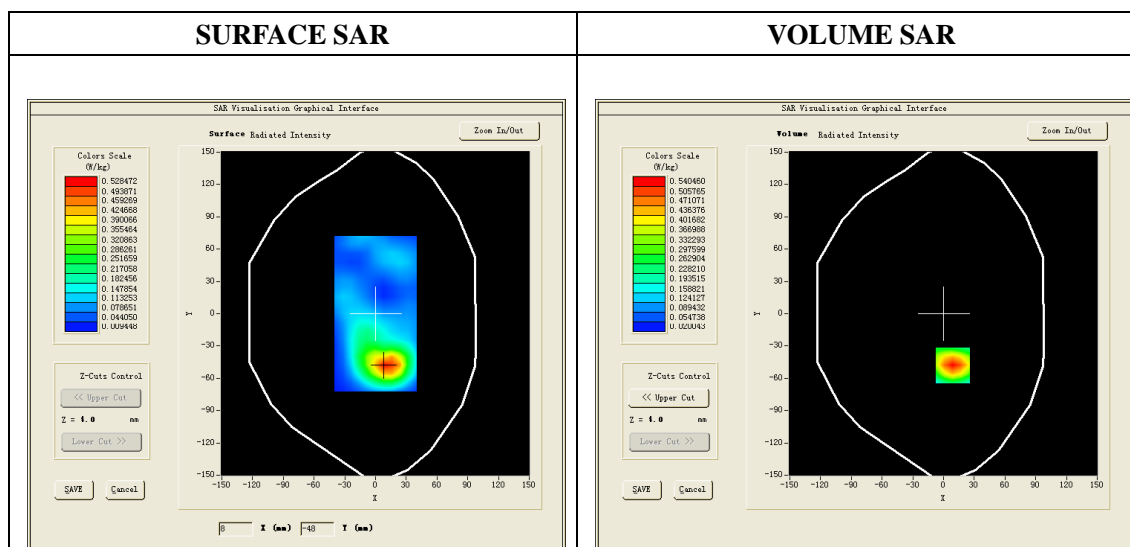 SURFACE SAR
VOLUME SAR
SAR Visualisation Graphical Interface
Surface Radiated Intensity
Zoom In/Out
Colors Scale
(W/kg)
0.528472
0.493871
0.459269
0.424668
0.390066
0.355464
0.320863
0.286261
0.251659
0.217058
0.182456
0.147854
0.113253
0.078651
0.044050
0.009448
150
120
90
60
30
0
-30
-60
-90
-120
-150
Y
-150 -120 -90 -60 -30 0 30 60 90 120 150
X
Z-Cuts Control
<< Upper Cut
Z = 4.0 mm
Lower Cut >>
SAVE Cancel
8 X (mm) -48 Y (mm)
SAR Visualisation Graphical Interface
Volume Radiated Intensity
Zoom In/Out
Colors Scale
(W/kg)
0.540460
0.505765
0.471071
0.436376
0.401682
0.366988
0.332293
0.297599
0.262904
0.228210
0.193515
0.158821
0.124127
0.089432
0.054738
0.020043
150
120
90
60
30
0
-30
-60
-90
-120
-150
Y
-150 -120 -90 -60 -30 0 30 60 90 120 150
X
Z-Cuts Control
<< Upper Cut
Z = 4.0 mm
Lower Cut >>
SAVE Cancel